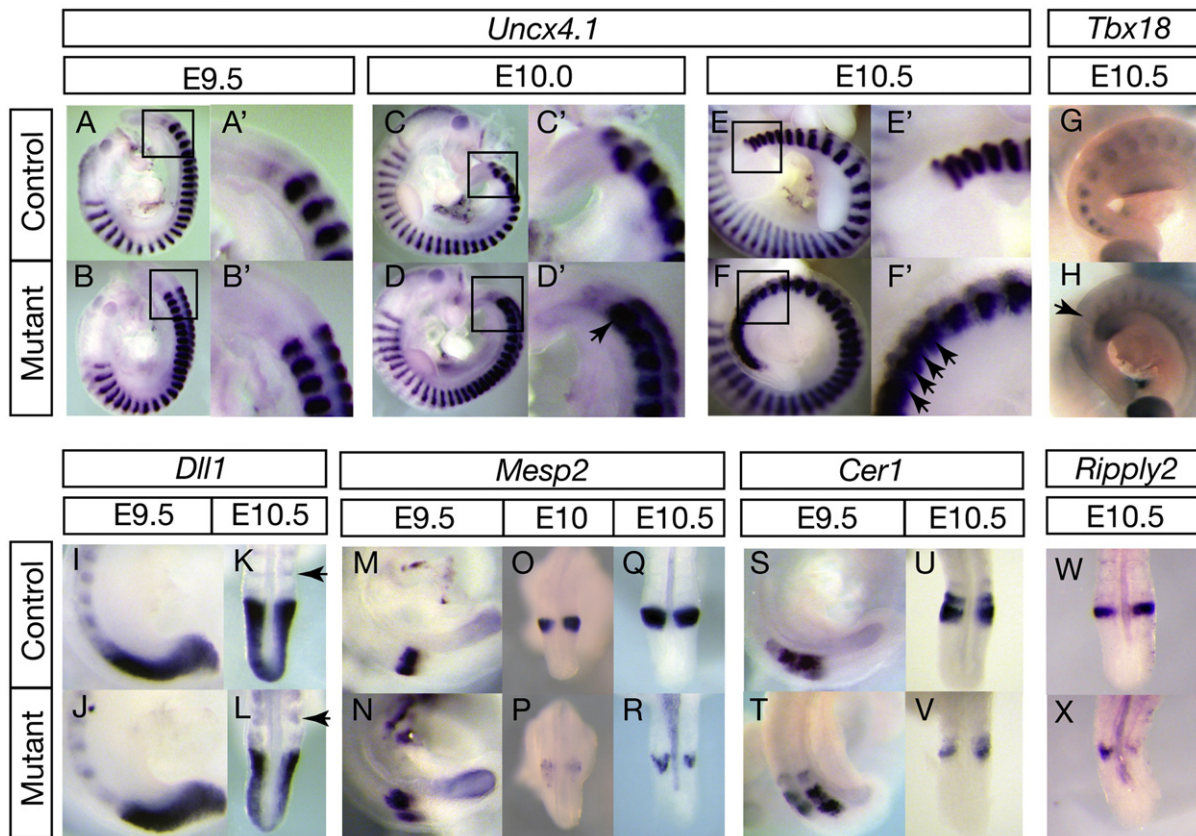 Uncx4.1 Tbx18
E9.5 E10.0 E10.5 E10.5
Control
A A' C C' E E' G
Mutant
B B' D D' F F' H
Dll1 Mesp2 Cer1 Ripply2
E9.5 E10.5 E9.5 E10 E10.5 E9.5 E10.5 E10.5
Control
I K M O Q S U W
Mutant
J L N P R T V X